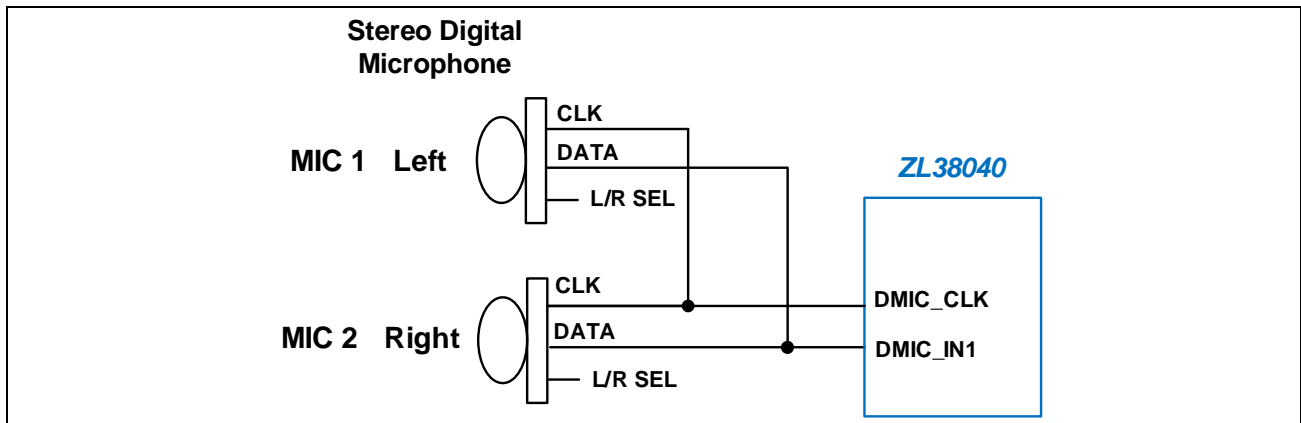 Stereo Digital
Microphone
CLK
DATA
MIC 1 Left
L/R SEL
ZL38040
CLK
DMIC_CLK
DATA
MIC 2 Right
DMIC_IN1
L/R SEL